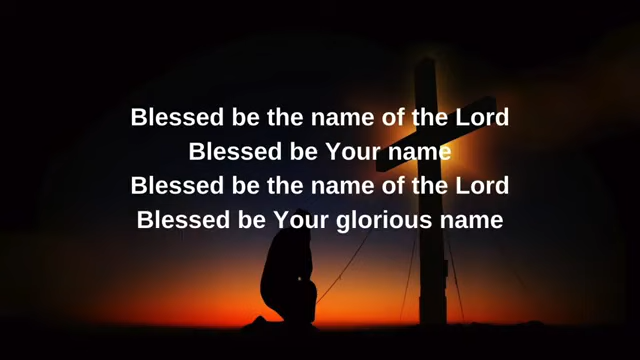 Blessed be the name of the Lord
Blessed be Your name
Blessed be the name of the Lord
Blessed be Your glorious name